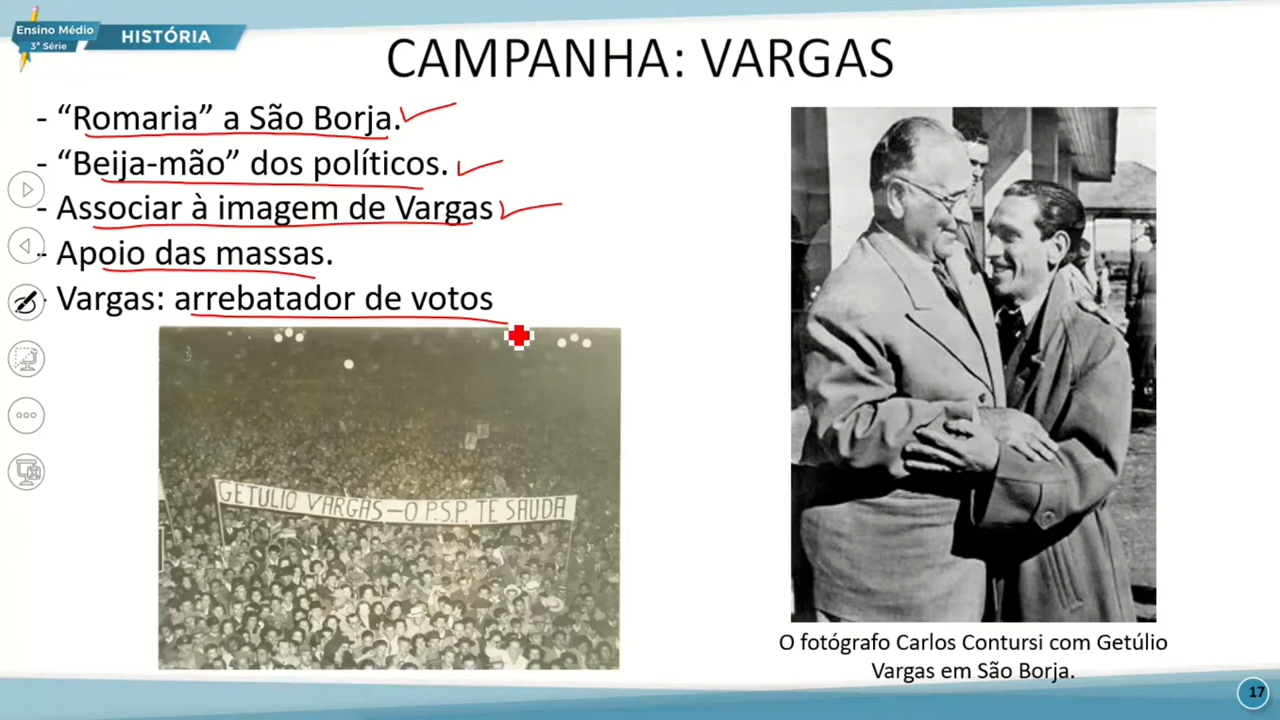 Ensino Médio
3ª Série
HISTÓRIA
CAMPANHA: VARGAS
- “Romaria” a São Borja.
- “Beija-mão” dos políticos.
- Associar à imagem de Vargas
- Apoio das massas.
- Vargas: arrebatador de votos
GETULIO VARGAS — O P.S.P. TE SAUDA
O fotógrafo Carlos Contursi com Getúlio
Vargas em São Borja.
17